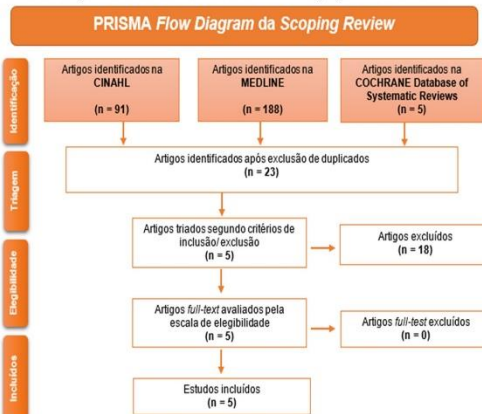 PRISMA Flow Diagram da Scoping Review
Identificação
Artigos identificados na
CINAHL
(n = 91)
Artigos identificados na
MEDLINE
(n = 188)
Artigos identificados na
COCHRANE Database of
Systematic Reviews
(n = 5)
Triagem
Artigos identificados após exclusão de duplicados
(n = 23)
Elegibilidade
Artigos triados segundo critérios de
inclusão/ exclusão
(n = 5)
Artigos excluídos
(n = 18)
Artigos full-text avaliados pela
escala de elegibilidade
(n = 5)
Artigos full-test excluídos
(n = 0)
Incluídos
Estudos incluídos
(n = 5)